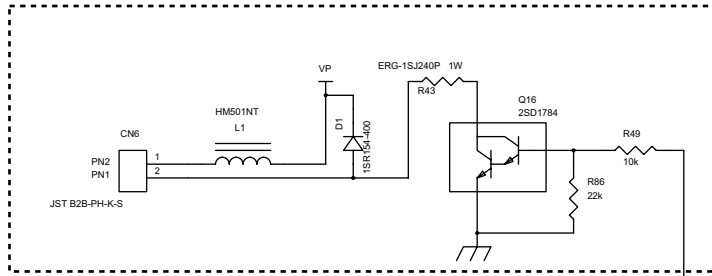 VP
ERG-1SJ240P 1W
R43
Q16
2SD1784
HM501NT
L1
D1
1SR154-400
CN6
PN2 1
PN1 2
JST B2B-PH-K-S
R49
10k
R86
22k